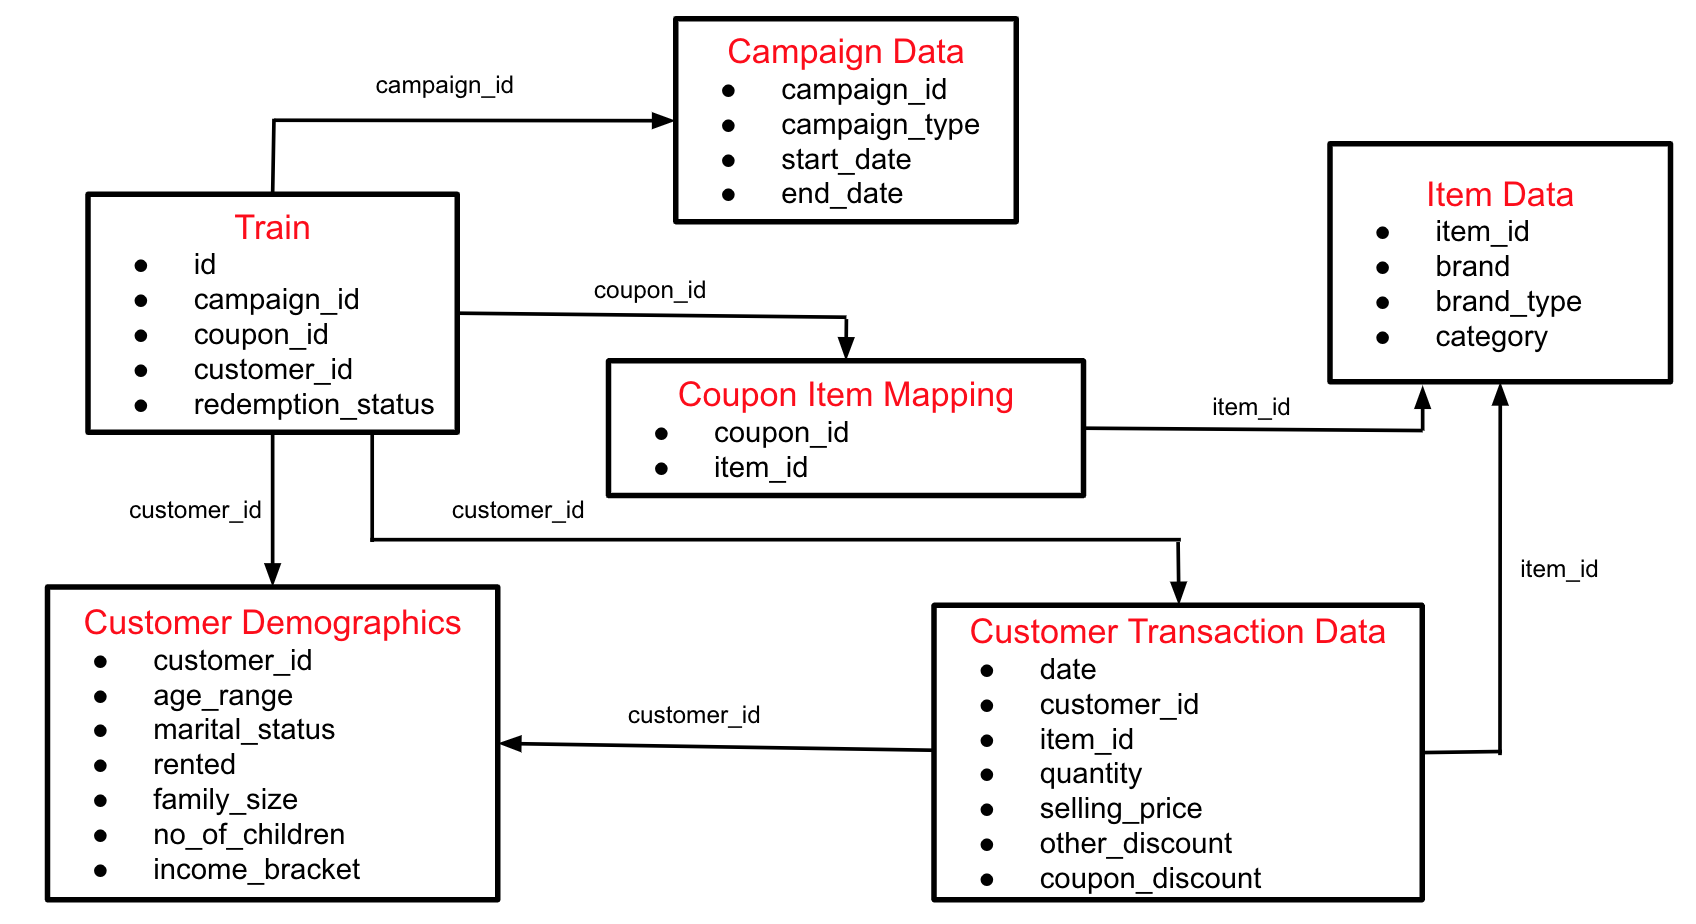 Campaign Data
● campaign_id
● campaign_type
● start_date
● end_date
campaign_id
Train
● id
● campaign_id
● coupon_id
● customer_id
● redemption_status
Item Data
● item_id
● brand
● brand_type
● category
coupon_id
Coupon Item Mapping
● coupon_id
● item_id
item_id
customer_id
customer_id
item_id
Customer Demographics
● customer_id
● age_range
● marital_status
● rented
● family_size
● no_of_children
● income_bracket
customer_id
Customer Transaction Data
● date
● customer_id
● item_id
● quantity
● selling_price
● other_discount
● coupon_discount